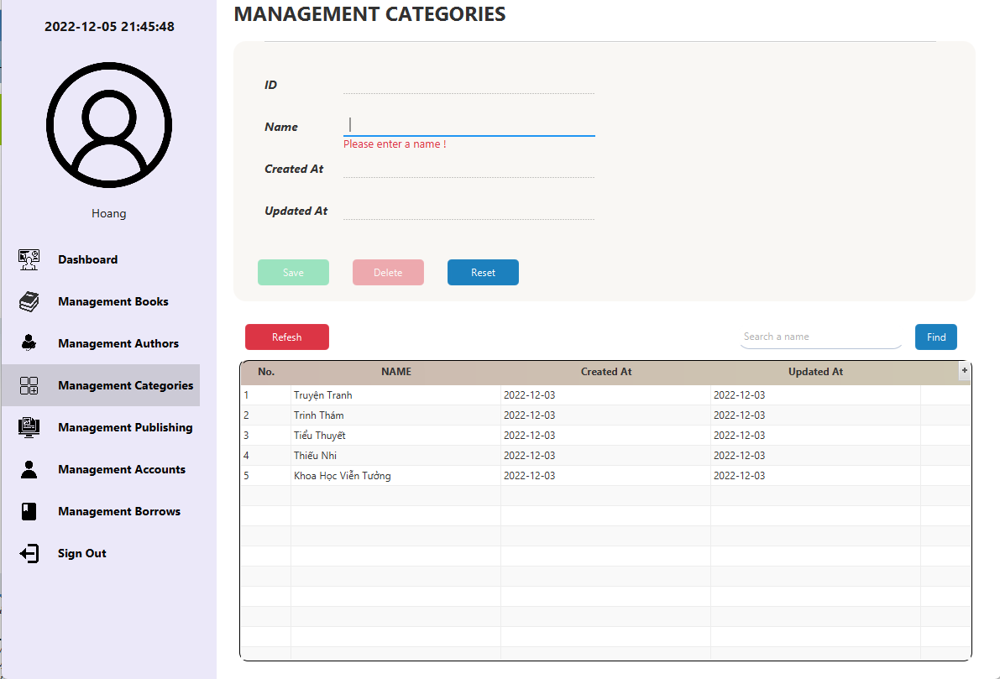 2022-12-05 21:45:48
Hoang
Dashboard
Management Books
Management Authors
Management Categories
Management Publishing
Management Accounts
Management Borrows
Sign Out
MANAGEMENT CATEGORIES
ID
Name
Please enter a name !
Created At
Updated At
Save Delete Reset
Refesh Search a name Find
No. NAME Created At Updated At +
1 Truyện Tranh 2022-12-03 2022-12-03
2 Trinh Thám 2022-12-03 2022-12-03
3 Tiểu Thuyết 2022-12-03 2022-12-03
4 Thiếu Nhi 2022-12-03 2022-12-03
5 Khoa Học Viễn Tưởng 2022-12-03 2022-12-03